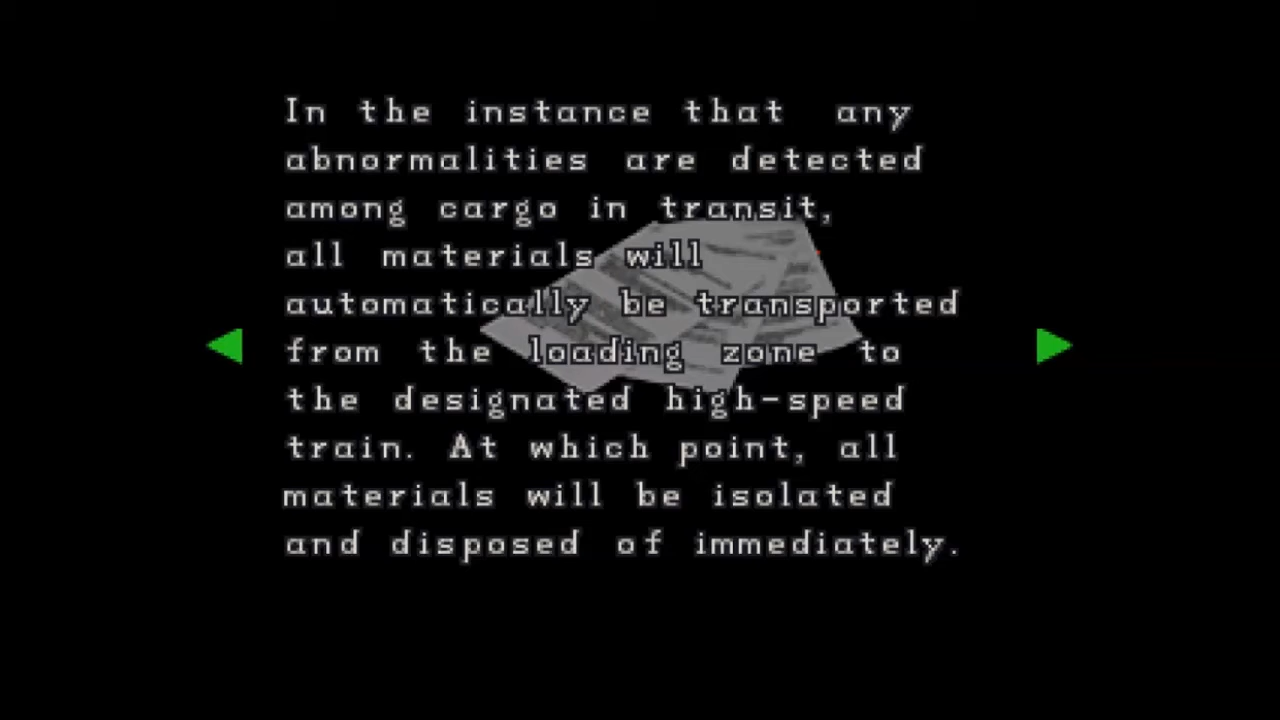 In the instance that any
abnormalities are detected
among cargo in transit,
all materials will
automatically be transported
from the loading zone to
the designated high-speed
train. At which point, all
materials will be isolated
and disposed of immediately.